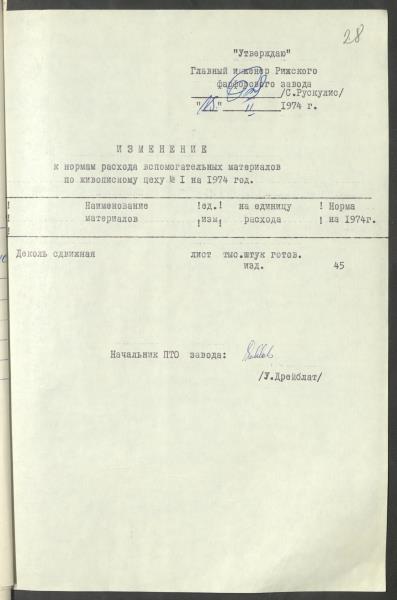 28
"Утверждаю"
Главный инженер Рижского
фарфорового завода
/С.Рускулис/
" " II 1974 г.
ИЗМЕНЕНИЕ
к нормам расхода вспомогательных материалов
по живописному цеху № I на 1974 год.
! Наименование !ед. ! на единицу ! Норма
! материалов !изм! расхода ! на 1974г.
!
Деколь сдвижная лист тыс.штук готов.
изд. 45
Начальник ПТО завода:
/У.Дрейблат/